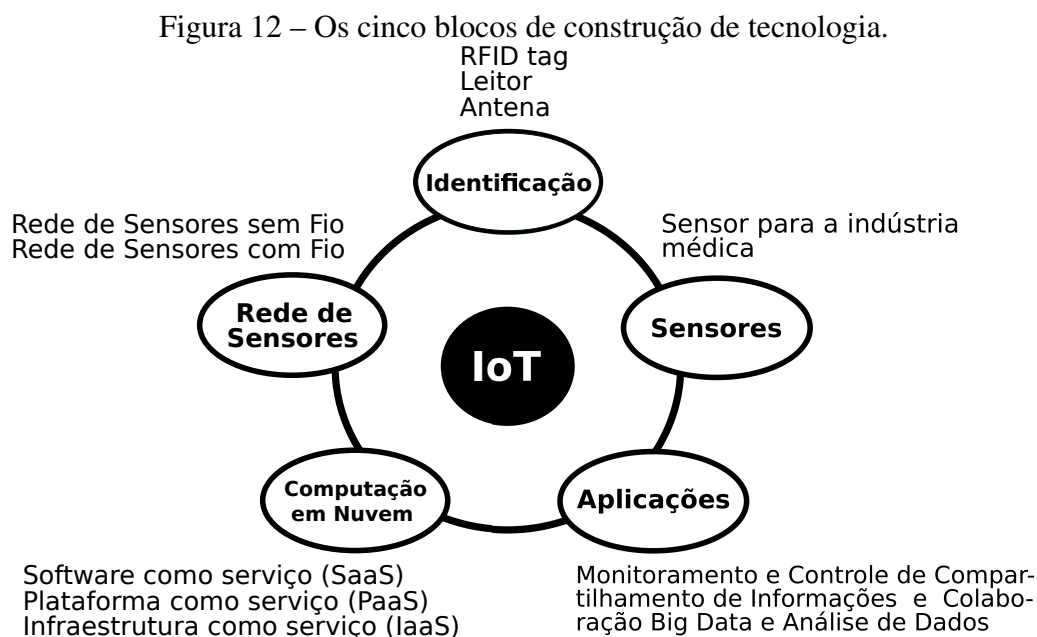 Figura 12 – Os cinco blocos de construção de tecnologia.
RFID tag
Leitor
Antena
Identificação
Rede de Sensores sem Fio
Rede de Sensores com Fio
Sensor para a indústria
médica
Rede de
Sensores
Sensores
IoT
Computação
em Nuvem
Aplicações
Software como serviço (SaaS)
Plataforma como serviço (PaaS)
Infraestrutura como serviço (IaaS)
Monitoramento e Controle de Compar-
tilhamento de Informações e Colabo-
ração Big Data e Análise de Dados